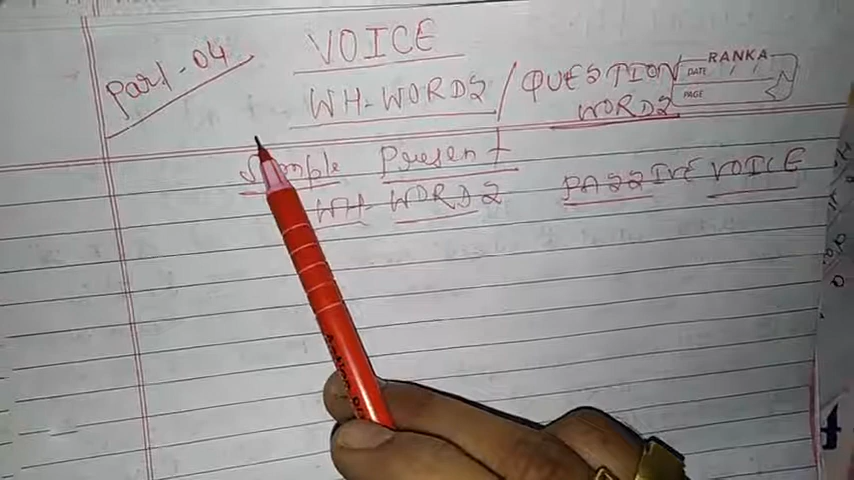 VOICE
Part-04
WH-WORDS / QUESTION WORDS
RANKA
DATE / /
PAGE
Simple Present
WH-WORDS PASSIVE VOICE